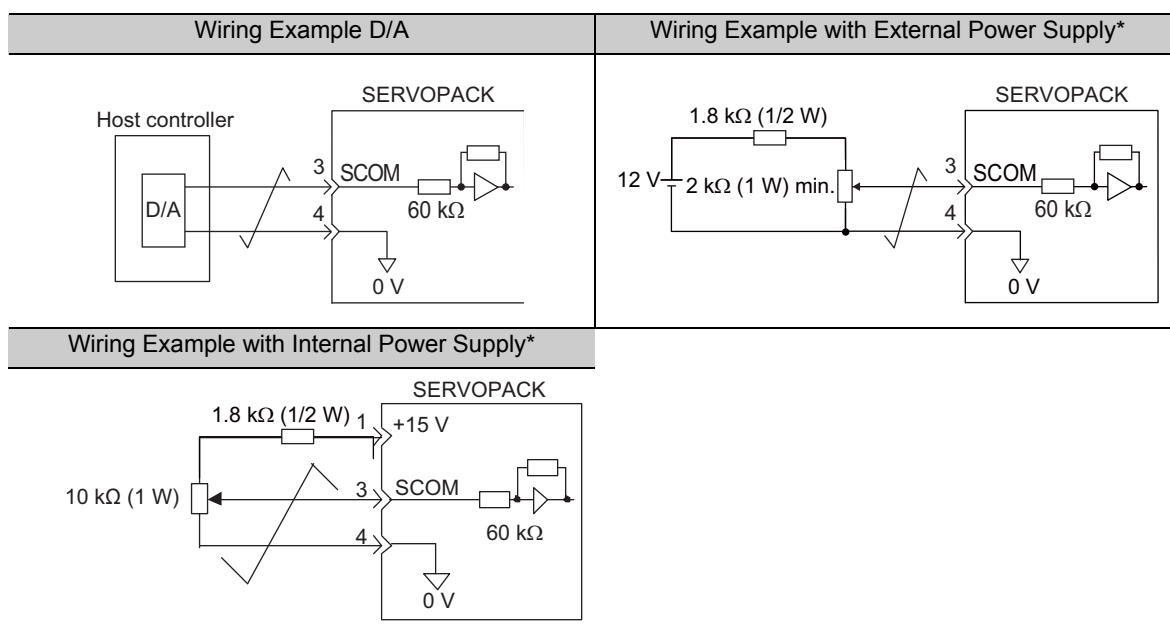 Wiring Example D/A
Wiring Example with External Power Supply*
SERVOPACK
Host controller
D/A
3
SCOM
60 kΩ
4
0 V
SERVOPACK
1.8 kΩ (1/2 W)
12 V
2 kΩ (1 W) min.
3
SCOM
60 kΩ
4
0 V
Wiring Example with Internal Power Supply*
SERVOPACK
1.8 kΩ (1/2 W)
1
+15 V
10 kΩ (1 W)
3
SCOM
60 kΩ
4
0 V